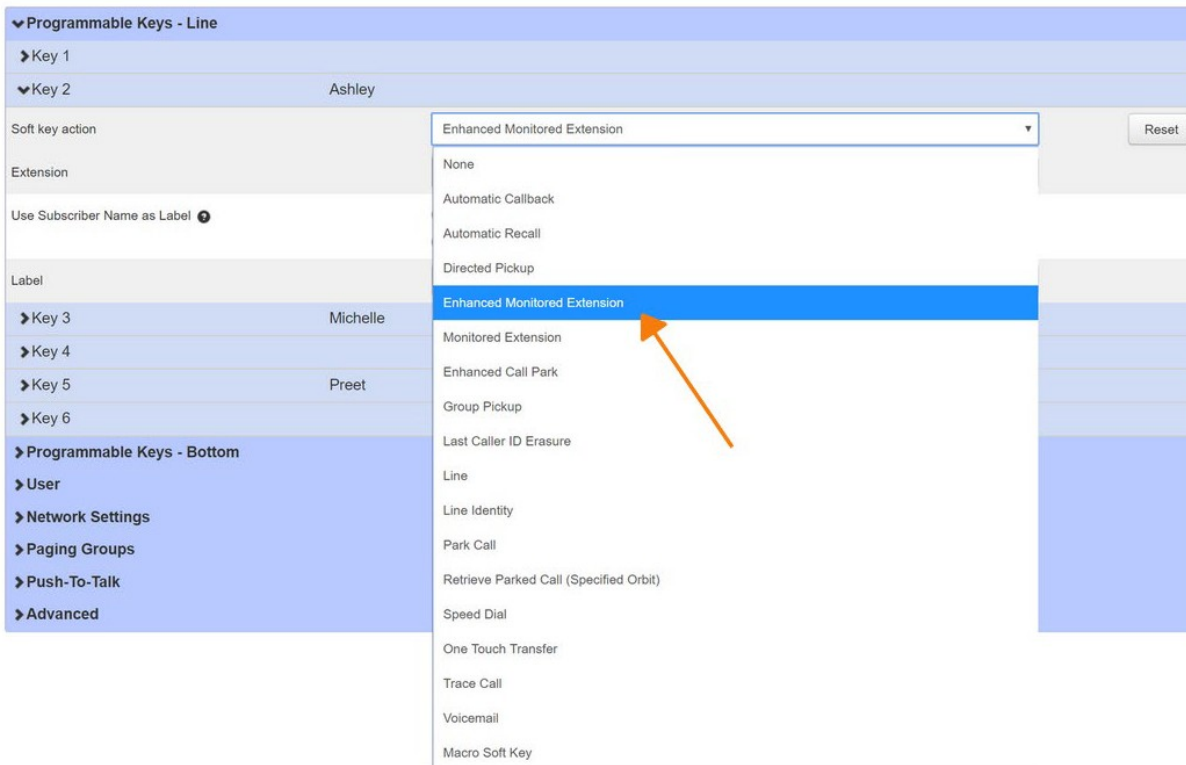 Programmable Keys - Line
Key 1
Key 2 Ashley
Soft key action Enhanced Monitored Extension Reset
Extension
Use Subscriber Name as Label ?
Label
None
Automatic Callback
Automatic Recall
Directed Pickup
Enhanced Monitored Extension
Monitored Extension
Enhanced Call Park
Group Pickup
Last Caller ID Erasure
Line
Line Identity
Park Call
Retrieve Parked Call (Specified Orbit)
Speed Dial
One Touch Transfer
Trace Call
Voicemail
Macro Soft Key
Key 3 Michelle
Key 4
Key 5 Preet
Key 6
Programmable Keys - Bottom
User
Network Settings
Paging Groups
Push-To-Talk
Advanced